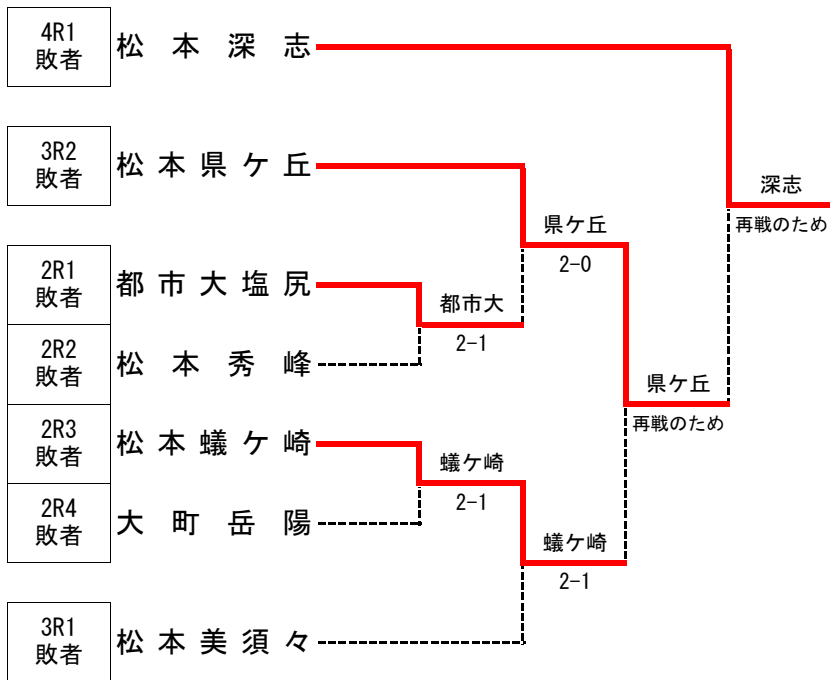 4R1
敗者
松本深志
3R2
敗者
松本県ケ丘
深志
再戦のため
県ケ丘
2-0
2R1
敗者
都市大塩尻
都市大
2-1
2R2
敗者
松本秀峰
県ケ丘
再戦のため
2R3
敗者
松本蟻ケ崎
蟻ケ崎
2-1
2R4
敗者
大町岳陽
蟻ケ崎
2-1
3R1
敗者
松本美須々